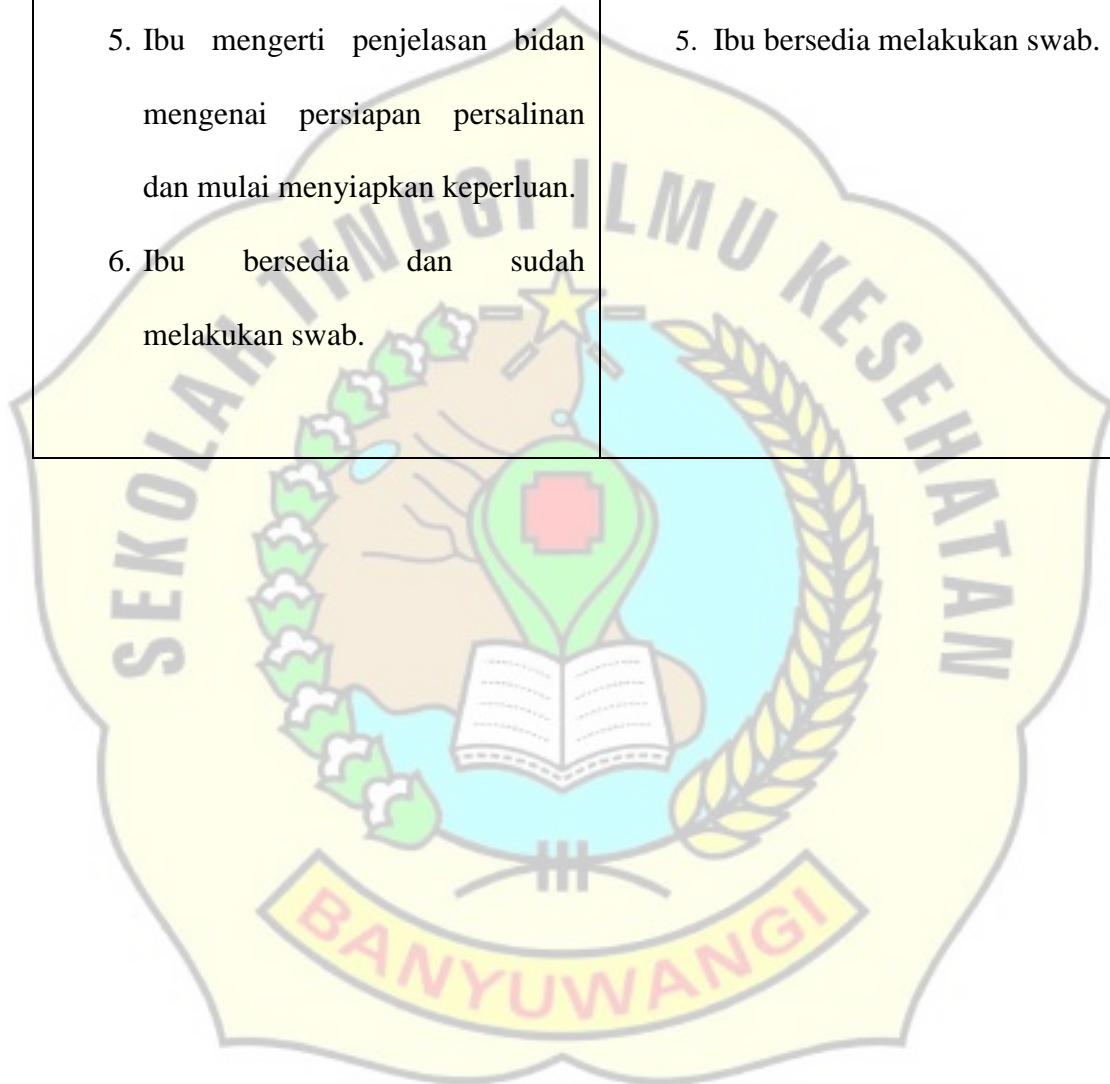 5. Ibu mengerti penjelasan bidan
mengenai persiapan persalinan
dan mulai menyiapkan keperluan.
6. Ibu bersedia dan sudah
melakukan swab.
5. Ibu bersedia melakukan swab.
SEKOLAH TINGGI ILMU KESEHATAN
BANYUWANGI